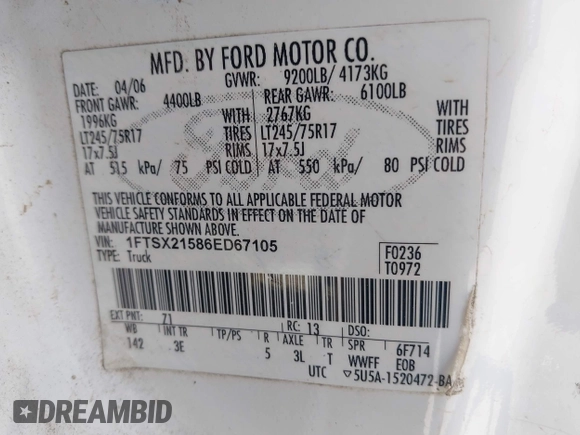 MFD. BY FORD MOTOR CO.
DATE: 04/06 GVWR: 9200LB/ 4173KG
FRONT GAWR: 4400LB REAR GAWR: 6100LB
1996KG WITH 2767KG WITH
LT245/75R17 TIRES LT245/75R17 TIRES
17x7.5J RIMS 17x7.5J RIMS
AT 515 kPa/ 75 PSI COLD AT 550 kPa/ 80 PSI COLD
THIS VEHICLE CONFORMS TO ALL APPLICABLE FEDERAL MOTOR
VEHICLE SAFETY STANDARDS IN EFFECT ON THE DATE OF
MANUFACTURE SHOWN ABOVE.
VIN: 1FTSX21586ED67105
TYPE: Truck
F0236
T0972
EXT PNT: Z1 RC: 13 DSO:
WB INT TR TP/PS R AXLE TR SPR 6F714
142 3E 5 3L T WWFF EOB
UTC ▽5U5A-1520472-BA
Ford
DREAMBID